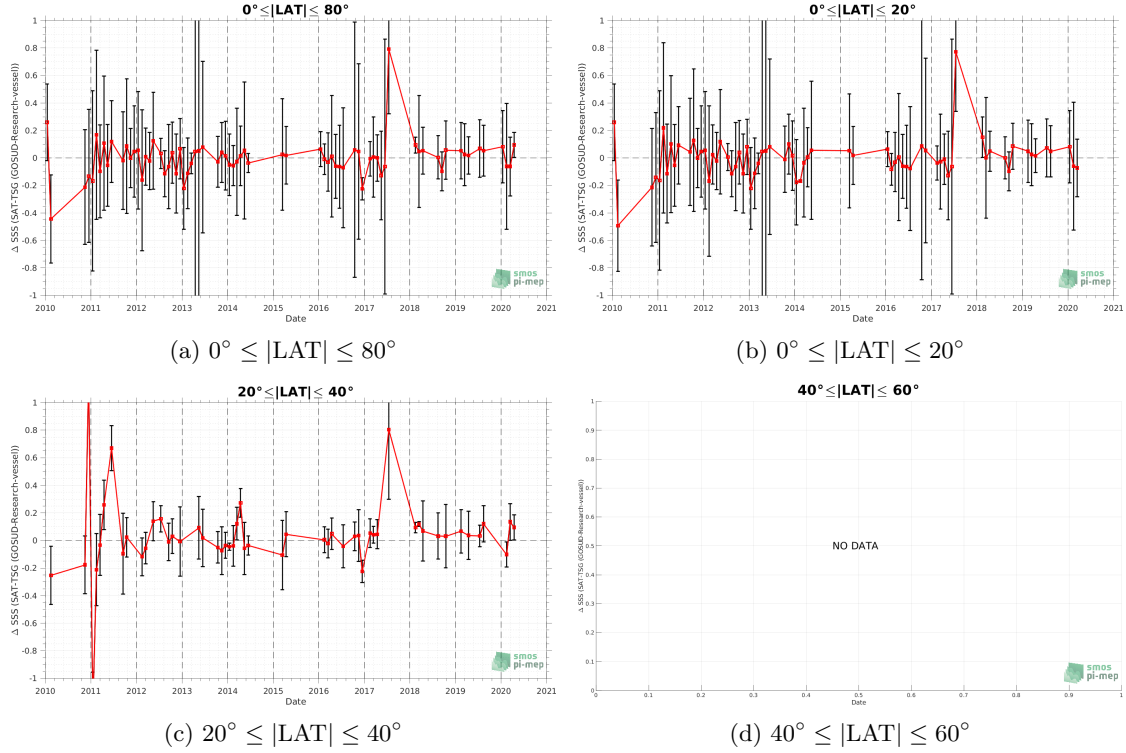 0°≤|LAT|≤ 80°
Δ SSS (SAT-TSG (GOSUD-Research-vessel))
1
0.8
0.6
0.4
0.2
0
-0.2
-0.4
-0.6
-0.8
-1
2010 2011 2012 2013 2014 2015 2016 2017 2018 2019 2020 2021
Date
smos
pi-mep
(a) 0° ≤ |LAT| ≤ 80°
0°≤|LAT|≤ 20°
Δ SSS (SAT-TSG (GOSUD-Research-vessel))
1
0.8
0.6
0.4
0.2
0
-0.2
-0.4
-0.6
-0.8
-1
2010 2011 2012 2013 2014 2015 2016 2017 2018 2019 2020 2021
Date
smos
pi-mep
(b) 0° ≤ |LAT| ≤ 20°
20°≤|LAT|≤ 40°
Δ SSS (SAT-TSG (GOSUD-Research-vessel))
1
0.8
0.6
0.4
0.2
0
-0.2
-0.4
-0.6
-0.8
-1
2010 2011 2012 2013 2014 2015 2016 2017 2018 2019 2020 2021
Date
smos
pi-mep
(c) 20° ≤ |LAT| ≤ 40°
40°≤|LAT|≤ 60°
Δ SSS (SAT-TSG (GOSUD-Research-vessel))
1
0.9
0.8
0.7
0.6
0.5
0.4
0.3
0.2
0.1
0
NO DATA
0 0.1 0.2 0.3 0.4 0.5 0.6 0.7 0.8 0.9 1
Date
smos
pi-mep
(d) 40° ≤ |LAT| ≤ 60°